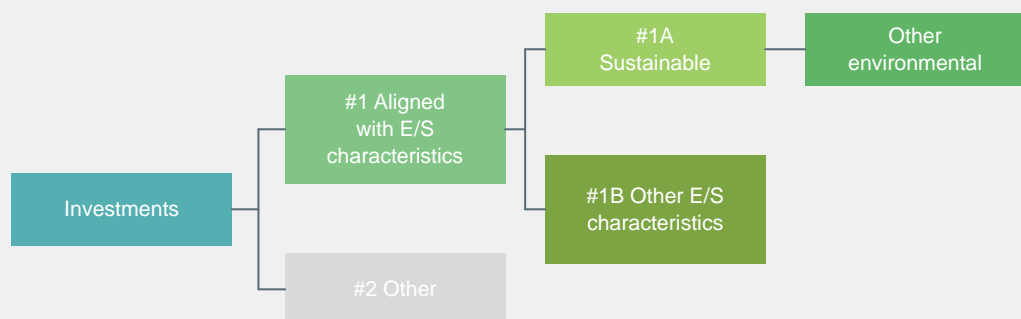 #1A
Sustainable
Other
environmental
#1 Aligned
with E/S
characteristics
#1B Other E/S
characteristics
Investments
#2 Other